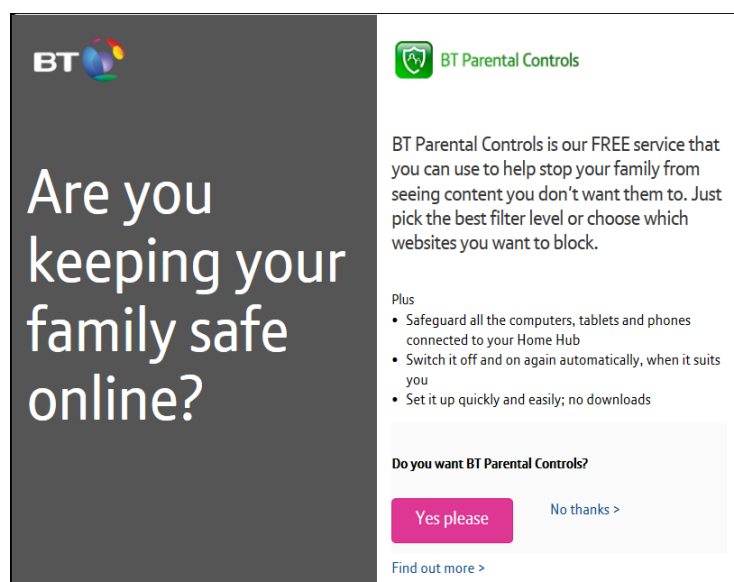 BT
Are you
keeping your
family safe
online?
BT Parental Controls
BT Parental Controls is our FREE service that
you can use to help stop your family from
seeing content you don't want them to. Just
pick the best filter level or choose which
websites you want to block.
Plus
• Safeguard all the computers, tablets and phones
connected to your Home Hub
• Switch it off and on again automatically, when it suits
you
• Set it up quickly and easily; no downloads
Do you want BT Parental Controls?
Yes please
No thanks >
Find out more >